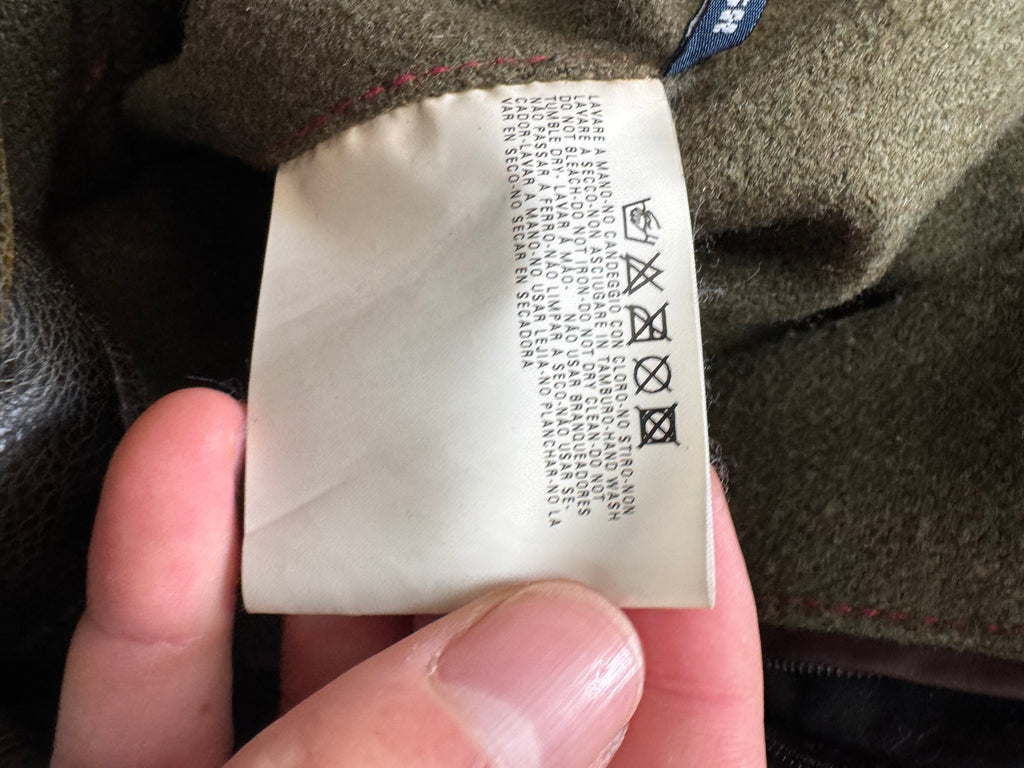 LAVARE A MANO-NO CANDEGGIO CON CLORO-NO STIRO-NON
LAVARE A SECCO-NON ASCIUGARE IN TAMBURO-HAND WASH
DO NOT BLEACH-DO NOT IRON-DO NOT DRY CLEAN-DO NOT
TUMBLE DRY-LAVAR À MÃO- NÃO USAR BRANQUEADORES
NÃO PASSAR A FERRO-NÃO LIMPAR A SECO-NÃO USAR SE-
CADOR-LAVAR A MANO-NO USAR LEJIA-NO PLANCHAR-NO LA
VAR EN SECO-NO SECAR EN SECADORA